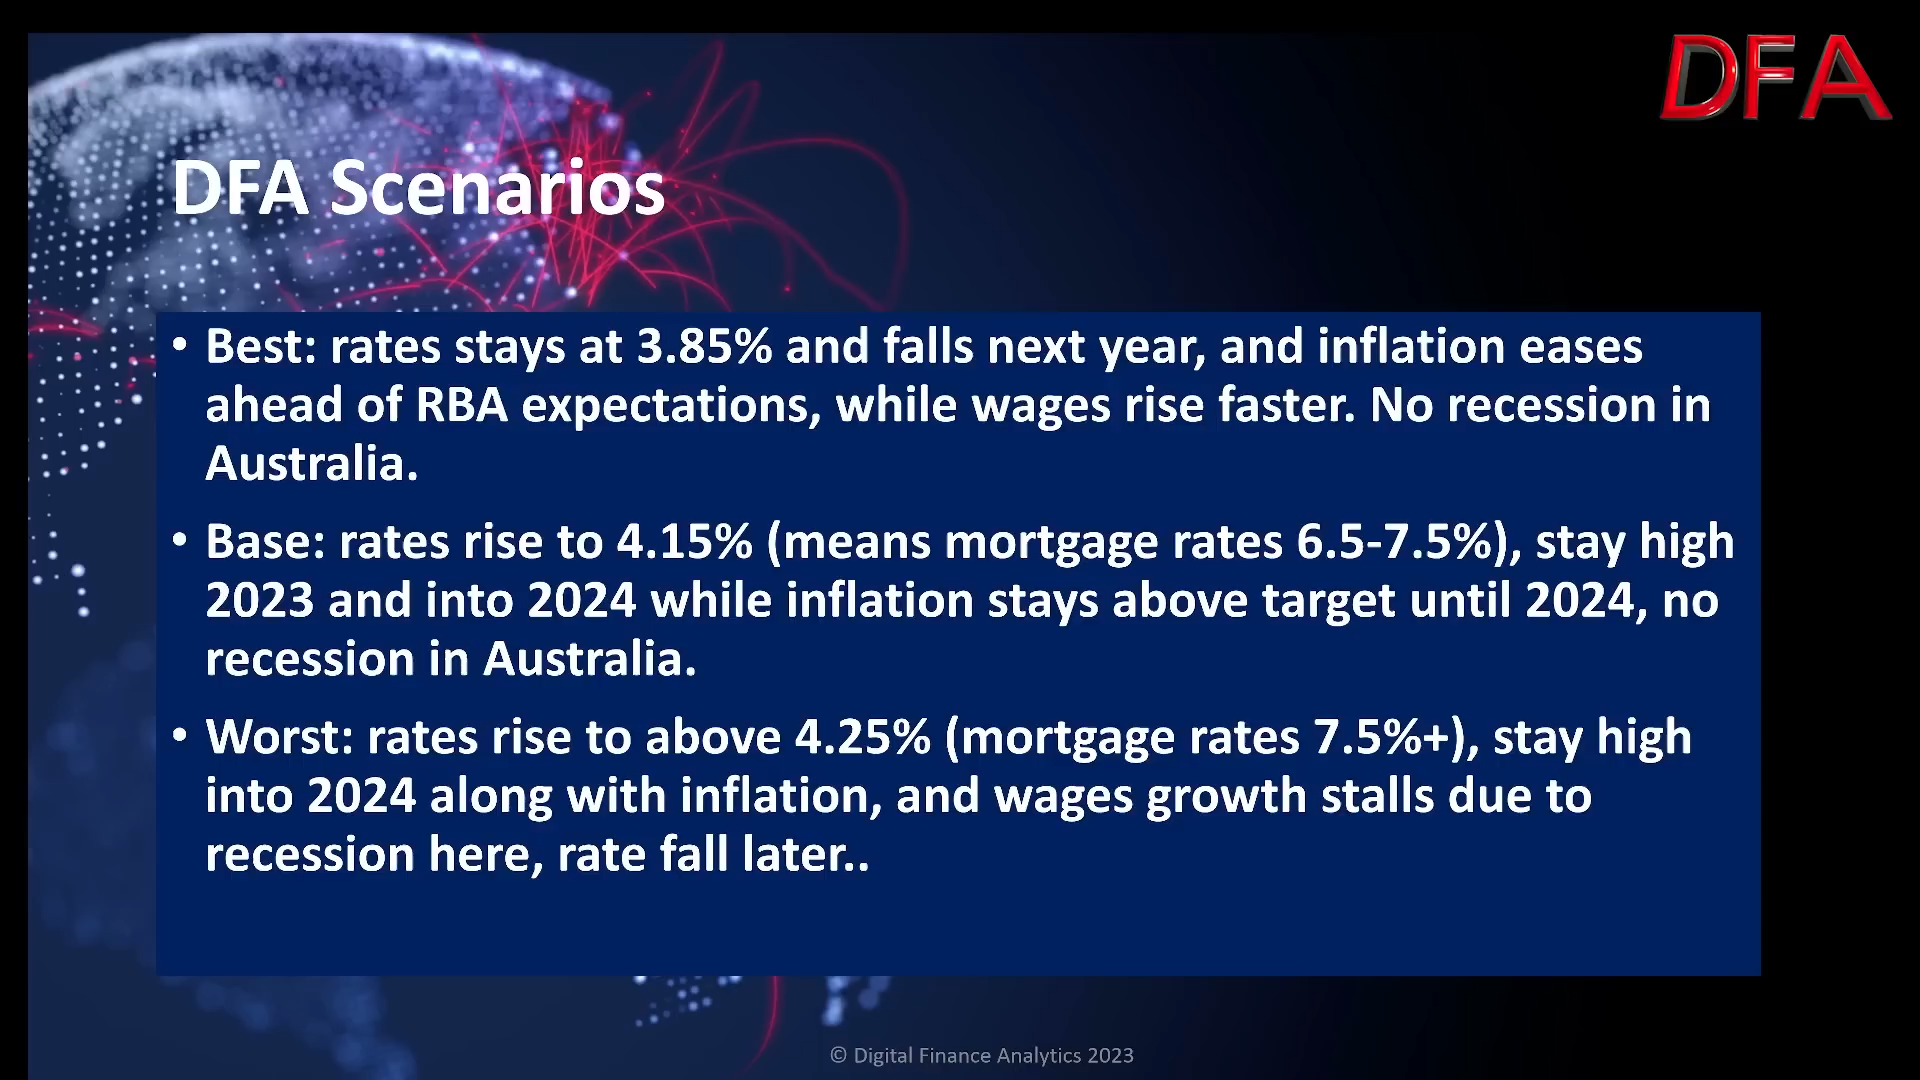 DFA
DFA Scenarios
• Best: rates stays at 3.85% and falls next year, and inflation eases
ahead of RBA expectations, while wages rise faster. No recession in
Australia.
• Base: rates rise to 4.15% (means mortgage rates 6.5-7.5%), stay high
2023 and into 2024 while inflation stays above target until 2024, no
recession in Australia.
• Worst: rates rise to above 4.25% (mortgage rates 7.5%+), stay high
into 2024 along with inflation, and wages growth stalls due to
recession here, rate fall later..
© Digital Finance Analytics 2023